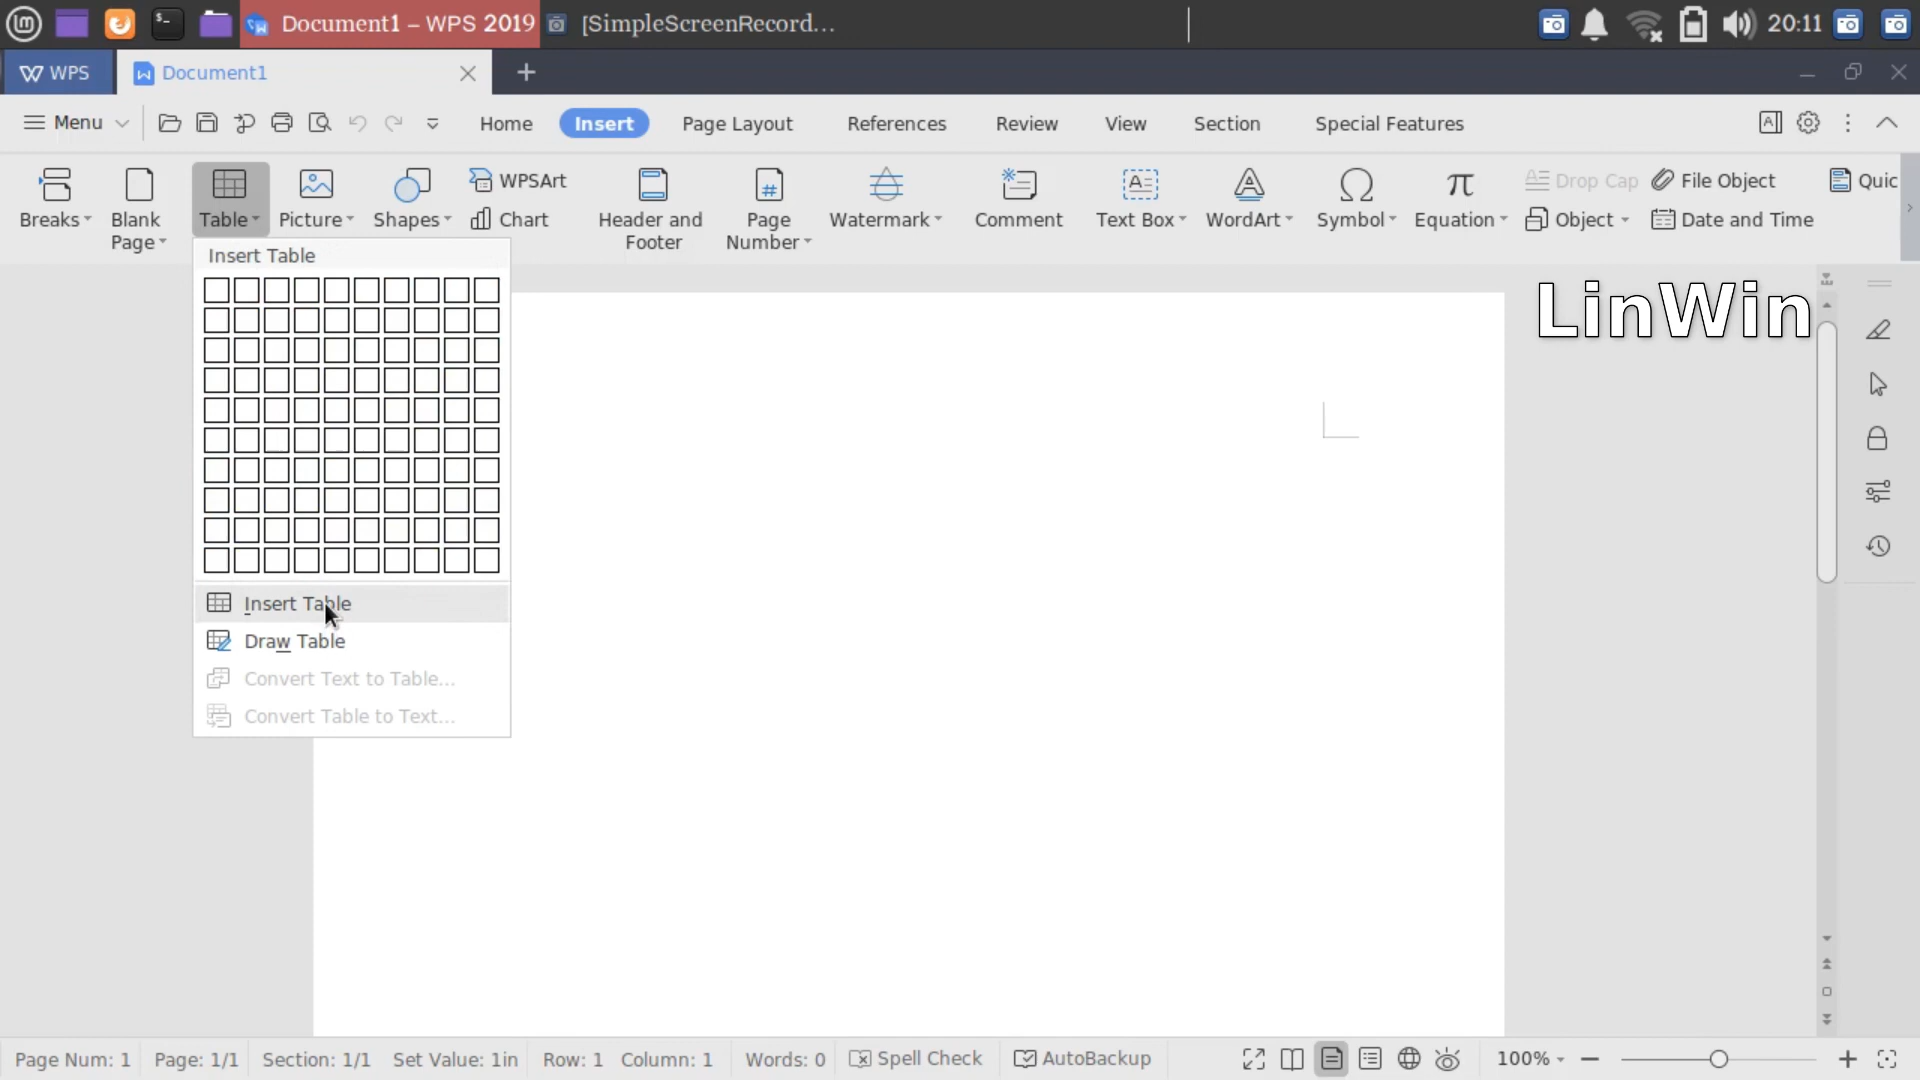 Document1 – WPS 2019 [SimpleScreenRecord... 20:11
WPS Document1
Menu Home Insert Page Layout References Review View Section Special Features
Breaks Blank Page Table Picture Shapes WPSArt Chart Header and Footer Page Number Watermark Comment Text Box WordArt Symbol Equation Drop Cap Object File Object Date and Time Quic
Insert Table
LinWin
Insert Table
Draw Table
Convert Text to Table...
Convert Table to Text...
Page Num: 1 Page: 1/1 Section: 1/1 Set Value: 1in Row: 1 Column: 1 Words: 0 Spell Check AutoBackup 100%